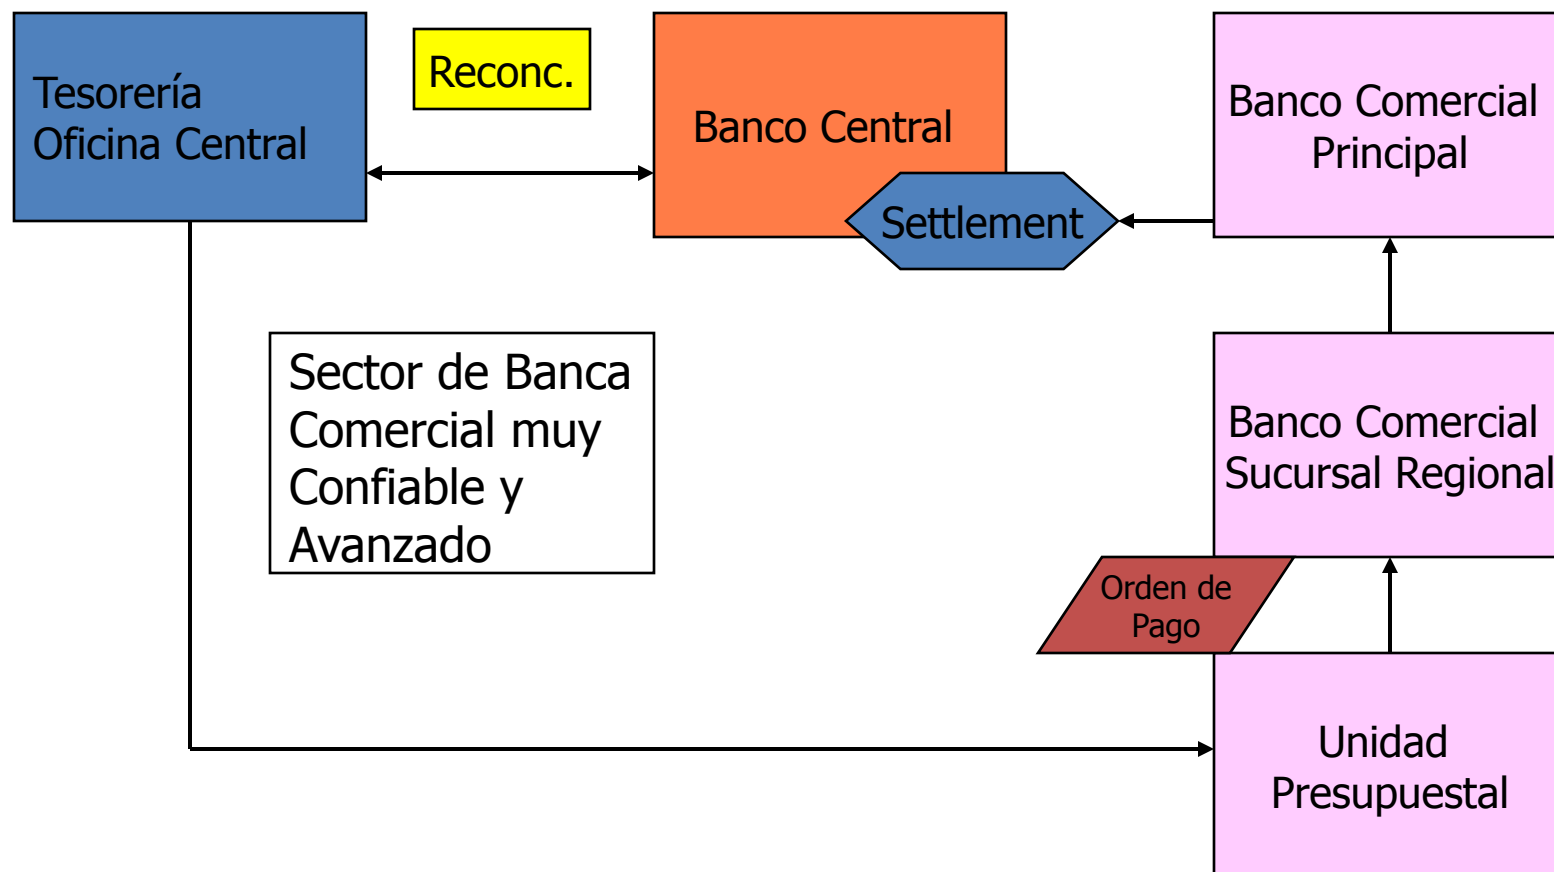 Tesorería
Oficina Central
Reconc.
Banco Central
Settlement
Banco Comercial
Principal
Sector de Banca
Comercial muy
Confiable y
Avanzado
Banco Comercial
Sucursal Regional
Orden de
Pago
Unidad
Presupuestal